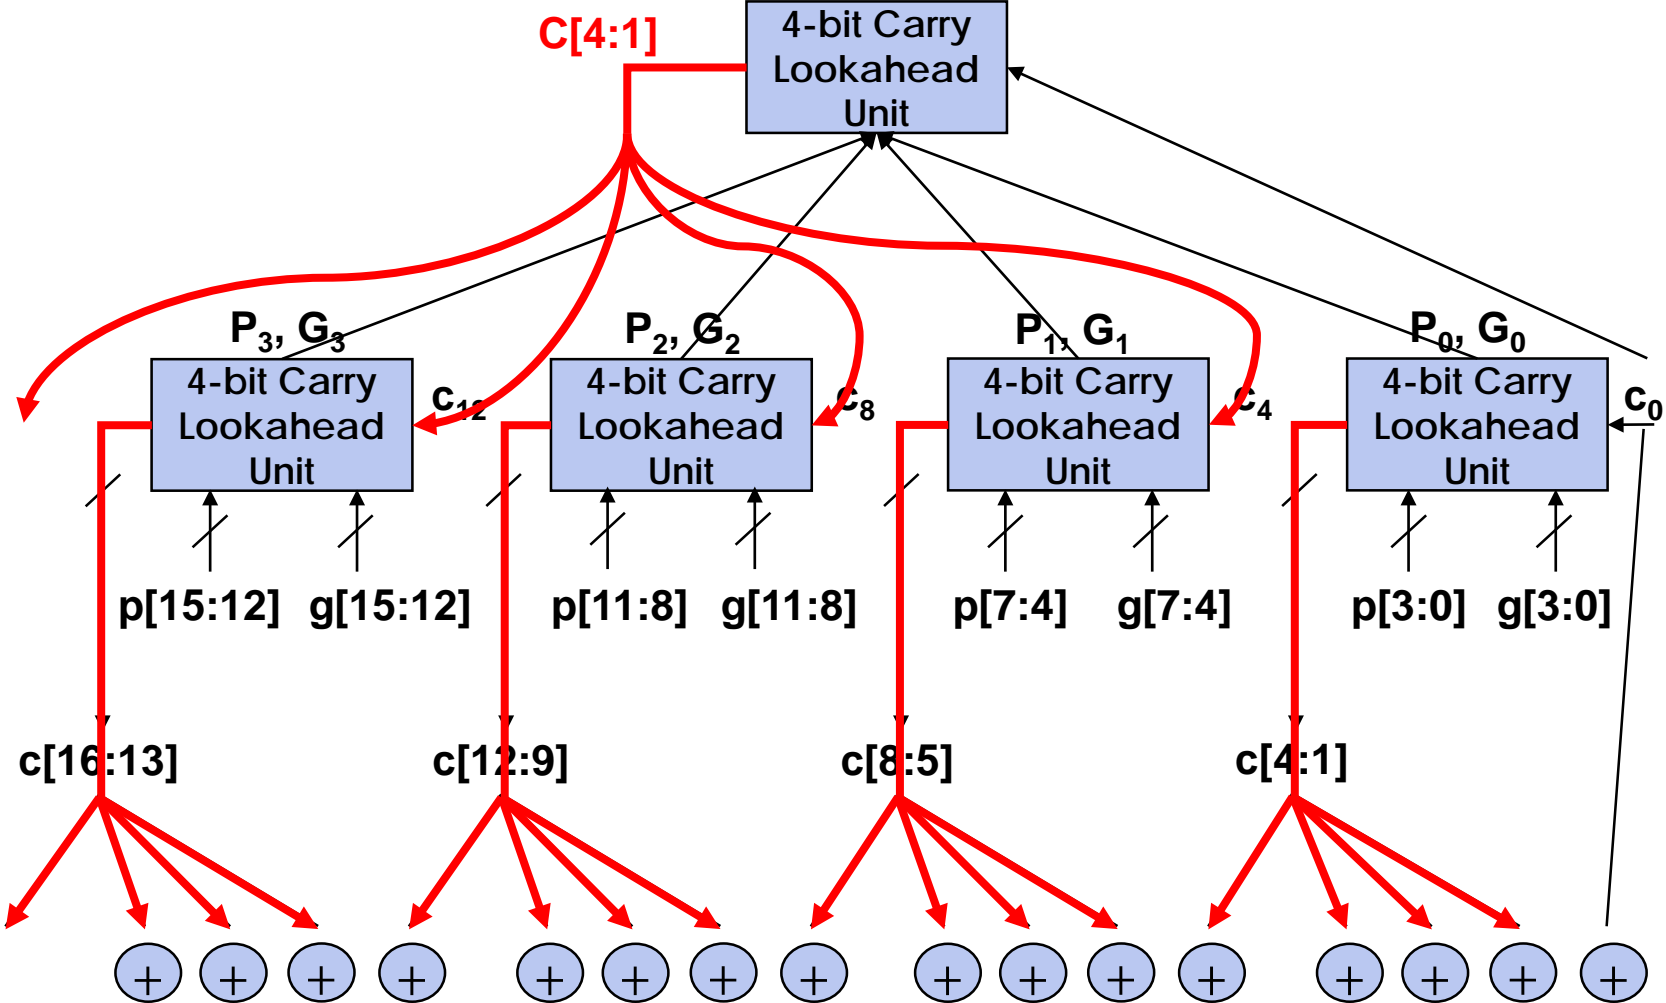 C[4:1]
4-bit Carry
Lookahead
Unit
P3, G3
P2, G2
P1, G1
P0, G0
4-bit Carry
Lookahead
Unit
c12
4-bit Carry
Lookahead
Unit
c8
4-bit Carry
Lookahead
Unit
c4
4-bit Carry
Lookahead
Unit
c0
p[15:12] g[15:12]
p[11:8] g[11:8]
p[7:4] g[7:4]
p[3:0] g[3:0]
c[16:13]
c[12:9]
c[8:5]
c[4:1]
+ + + + + + + + + + + + + + + +